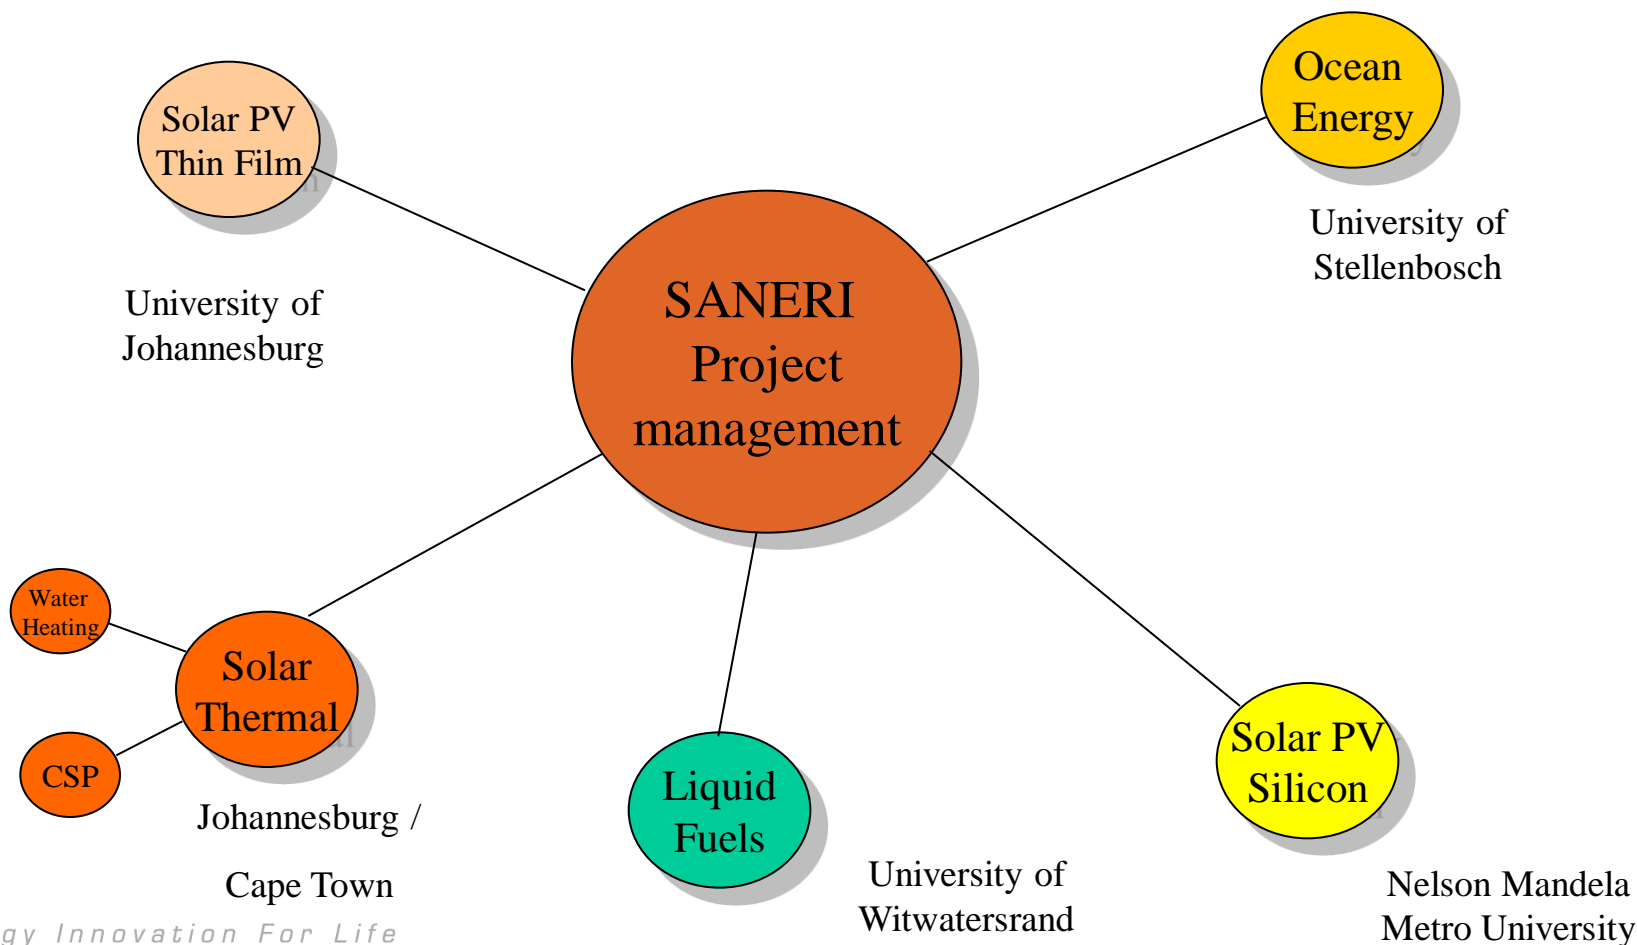 Ocean
Energy
Solar PV
Thin Film
University of
Stellenbosch
University of
Johannesburg
SANERI
Project
management
Water
Heating
Solar
Thermal
CSP
Johannesburg /
Cape Town
Liquid
Fuels
University of
Witwatersrand
Solar PV
Silicon
Nelson Mandela
Metro University
gy Innovation For Life